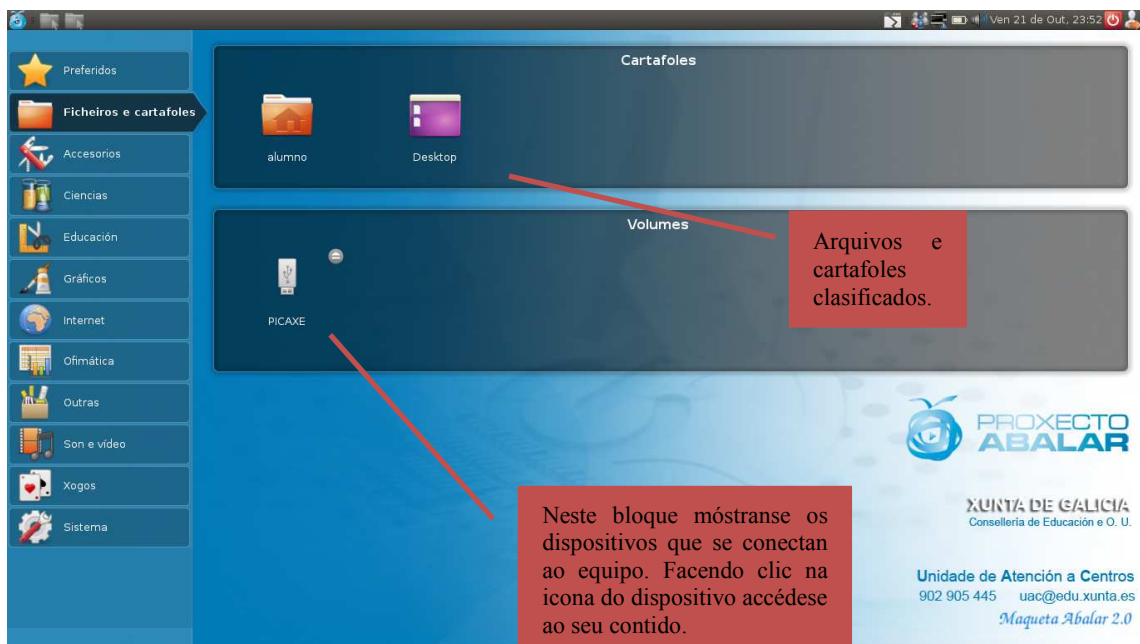 Ven 21 de Out, 23:52
Preferidos
Ficheiros e cartafoles
Accesorios
Ciencias
Educación
Gráficos
Internet
Ofimática
Outras
Son e vídeo
Xogos
Sistema
Cartafoles
alumno
Desktop
Volumes
PICAXE
Arquivos e
cartafoles
clasificados.
Neste bloque móstranse os
dispositivos que se conectan
ao equipo. Facendo clic na
icona do dispositivo accédese
ao seu contido.
PROXECTO
ABALAR
XUNTA DE GALICIA
Consellería de Educación e O. U.
Unidade de Atención a Centros
902 905 445 uac@edu.xunta.es
Maqueta Abalar 2.0